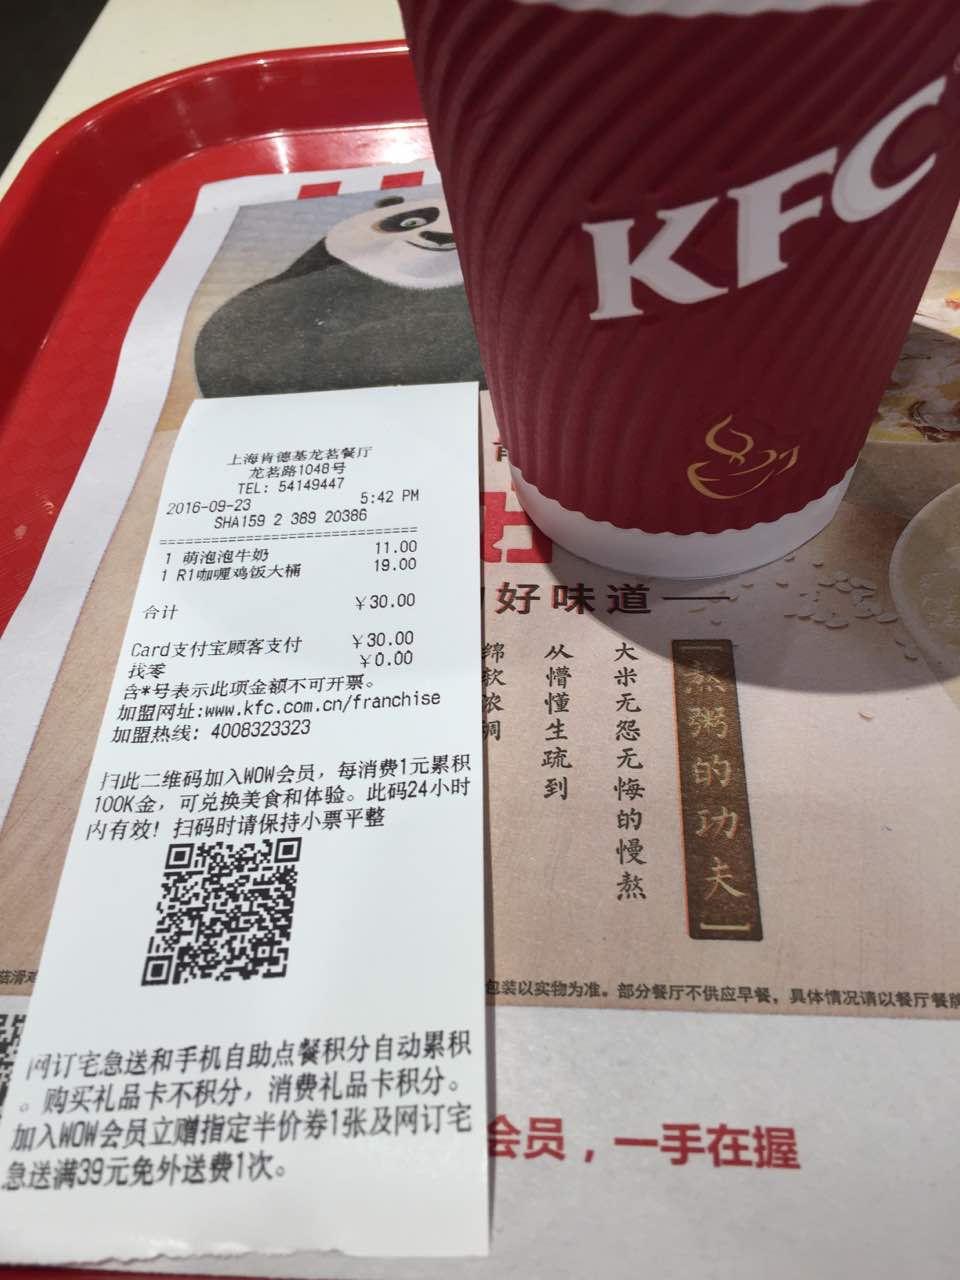 KFC
上海肯德基龙茗餐厅
龙茗路1048号
TEL: 54149447
2016-09-23 5:42 PM
SHA159 2 389 20386
==============================
1 萌泡泡牛奶 11.00
1 R1咖喱鸡饭大桶 19.00
合计 ￥30.00
Card支付宝顾客支付 ￥30.00
找零 ￥0.00
含*号表示此项金额不可开票。
加盟网址:www.kfc.com.cn/franchise
加盟热线: 4008323323
扫此二维码加入WOW会员，每消费1元累积
100K金，可兑换美食和体验。此码24小时
内有效！扫码时请保持小票平整
网订宅急送和手机自助点餐积分自动累积
。购买礼品卡不积分，消费礼品卡积分。
加入WOW会员立赠指定半价券1张及网订宅
急送满39元免外送费1次。
好味道
熬粥的功夫
大米无怨无悔的慢熬
从懵懂生疏到
绵软浓稠
包装以实物为准。部分餐厅不供应早餐，具体情况请以餐厅餐牌
会员，一手在握